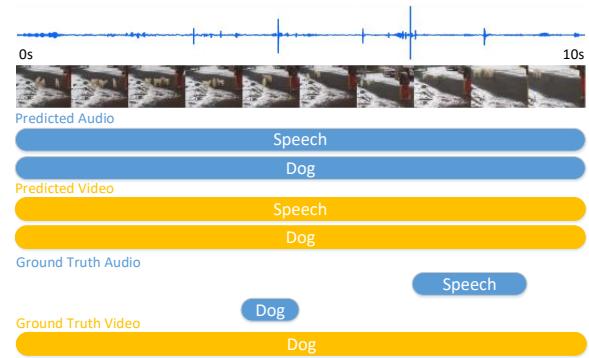 0s 10s
Predicted Audio
Speech
Dog
Predicted Video
Speech
Dog
Ground Truth Audio
Speech
Dog
Ground Truth Video
Dog